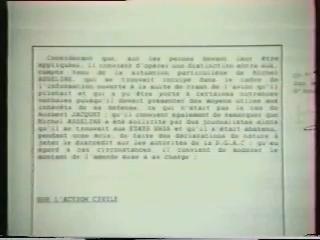 Considérant que, sur les peines devant leur être
appliquées, il convient d'opérer une distinction entre eux,
compte tenu de la situation particulière de Michel
ASSELINE, qui se trouvait inculpé dans le cadre de
l'information ouverte à la suite de l'avion qu'il
pilotait et qui a pu être porté à certaines outrances
verbales puisqu'il devait présenter des moyens utiles aux
intérêts de sa défense, ce qui n'était pas le cas de
Norbert JACQUET ; qu'il convient également de remarquer que
Michel ASSELINE a été sollicité par des journalistes alors
qu'il se trouvait aux ETATS UNIS et qu'il s'était abstenu,
pendant onze mois, de faire des déclarations de nature à
jeter le discrédit sur les autorités de la D.G.A.C ; qu'eu
égard à ces circonstances, il convient de modérer le
montant de l'amende mise à sa charge ;
SUR L'ACTION CIVILE